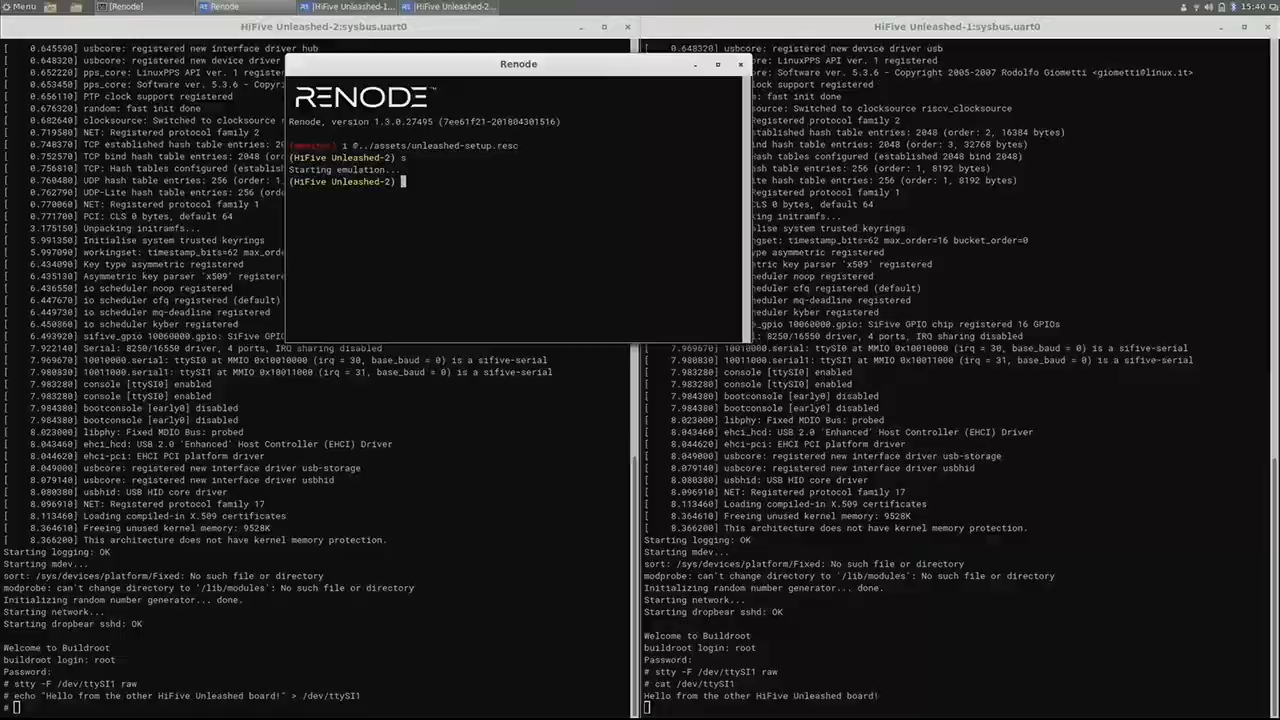 Menu
[Renode]
Renode
[HiFive Unleashed-1...
[HiFive Unleashed-2...
15:40
HiFive Unleashed-2:sysbus.uart0
[    0.645590] usbcore: registered new interface driver hub
[    0.648320] usbcore: registered new device driver
[    0.652220] pps_core: LinuxPPS API ver. 1 register
[    0.653450] pps_core: Software ver. 5.3.6 - Copyri
[    0.656110] PTP clock support registered
[    0.676320] random: fast init done
[    0.682640] clocksource: Switched to clocksource r
[    0.719580] NET: Registered protocol family 2
[    0.748370] TCP established hash table entries: 20
[    0.752570] TCP bind hash table entries: 2048 (ord
[    0.756810] TCP: Hash tables configured (establish
[    0.760480] UDP hash table entries: 256 (order: 1,
[    0.762790] UDP-Lite hash table entries: 256 (orde
[    0.770060] NET: Registered protocol family 1
[    0.771700] PCI: CLS 0 bytes, default 64
[    3.175150] Unpacking initramfs...
[    5.991350] Initialise system trusted keyrings
[    5.997090] workingset: timestamp_bits=62 max_orde
[    6.434090] Key type asymmetric registered
[    6.435130] Asymmetric key parser 'x509' registere
[    6.436550] io scheduler noop registered
[    6.447670] io scheduler cfq registered (default)
[    6.449730] io scheduler mq-deadline registered
[    6.450860] io scheduler kyber registered
[    6.493920] sifive_gpio 10060000.gpio: SiFive GPIO
[    7.922140] Serial: 8250/16550 driver, 4 ports, IRQ sharing disabled
[    7.969670] 10010000.serial: ttySI0 at MMIO 0x10010000 (irq = 30, base_baud = 0) is a sifive-serial
[    7.980830] 10011000.serial: ttySI1 at MMIO 0x10011000 (irq = 31, base_baud = 0) is a sifive-serial
[    7.983280] console [ttySI0] enabled
[    7.983280] console [ttySI0] enabled
[    7.984380] bootconsole [early0] disabled
[    7.984380] bootconsole [early0] disabled
[    8.023000] libphy: Fixed MDIO Bus: probed
[    8.043460] ehci_hcd: USB 2.0 'Enhanced' Host Controller (EHCI) Driver
[    8.044620] ehci-pci: EHCI PCI platform driver
[    8.049000] usbcore: registered new interface driver usb-storage
[    8.079140] usbcore: registered new interface driver usbhid
[    8.080380] usbhid: USB HID core driver
[    8.096910] NET: Registered protocol family 17
[    8.113460] Loading compiled-in X.509 certificates
[    8.364610] Freeing unused kernel memory: 9528K
[    8.366200] This architecture does not have kernel memory protection.
Starting logging: OK
Starting mdev...
sort: /sys/devices/platform/Fixed: No such file or directory
modprobe: can't change directory to '/lib/modules': No such file or directory
Initializing random number generator... done.
Starting network...
Starting dropbear sshd: OK
Welcome to Buildroot
buildroot login: root
Password:
# stty -F /dev/ttySI1 raw
# echo "Hello from the other HiFive Unleashed board!" > /dev/ttySI1
#
Renode
RENODE™
Renode, version 1.3.0.27495 (7ee61f21-201804301516)
(monitor) i @../assets/unleashed-setup.resc
(HiFive Unleashed-2) s
Starting emulation...
(HiFive Unleashed-2)
HiFive Unleashed-1:sysbus.uart0
[    0.648320] usbcore: registered new device driver usb
core: LinuxPPS API ver. 1 registered
core: Software ver. 5.3.6 - Copyright 2005-2007 Rodolfo Giometti <giometti@linux.it>
clock support registered
om: fast init done
ksource: Switched to clocksource riscv_clocksource
Registered protocol family 2
established hash table entries: 2048 (order: 2, 16384 bytes)
bind hash table entries: 2048 (order: 3, 32768 bytes)
Hash tables configured (established 2048 bind 2048)
hash table entries: 256 (order: 1, 8192 bytes)
ite hash table entries: 256 (order: 1, 8192 bytes)
Registered protocol family 1
CLS 0 bytes, default 64
cking initramfs...
alise system trusted keyrings
ingset: timestamp_bits=62 max_order=16 bucket_order=0
ype asymmetric registered
etric key parser 'x509' registered
heduler noop registered
heduler cfq registered (default)
heduler mq-deadline registered
heduler kyber registered
e_gpio 10060000.gpio: SiFive GPIO chip registered 16 GPIOs
l: 8250/16550 driver, 4 ports, IRQ sharing disabled
[    7.969670] 10010000.serial: ttySI0 at MMIO 0x10010000 (irq = 30, base_baud = 0) is a sifive-serial
[    7.980830] 10011000.serial: ttySI1 at MMIO 0x10011000 (irq = 31, base_baud = 0) is a sifive-serial
[    7.983280] console [ttySI0] enabled
[    7.983280] console [ttySI0] enabled
[    7.984380] bootconsole [early0] disabled
[    7.984380] bootconsole [early0] disabled
[    8.023000] libphy: Fixed MDIO Bus: probed
[    8.043460] ehci_hcd: USB 2.0 'Enhanced' Host Controller (EHCI) Driver
[    8.044620] ehci-pci: EHCI PCI platform driver
[    8.049000] usbcore: registered new interface driver usb-storage
[    8.079140] usbcore: registered new interface driver usbhid
[    8.080380] usbhid: USB HID core driver
[    8.096910] NET: Registered protocol family 17
[    8.113460] Loading compiled-in X.509 certificates
[    8.364610] Freeing unused kernel memory: 9528K
[    8.366200] This architecture does not have kernel memory protection.
Starting logging: OK
Starting mdev...
sort: /sys/devices/platform/Fixed: No such file or directory
modprobe: can't change directory to '/lib/modules': No such file or directory
Initializing random number generator... done.
Starting network...
Starting dropbear sshd: OK
Welcome to Buildroot
buildroot login: root
Password:
# stty -F /dev/ttySI1 raw
# cat /dev/ttySI1
Hello from the other HiFive Unleashed board!